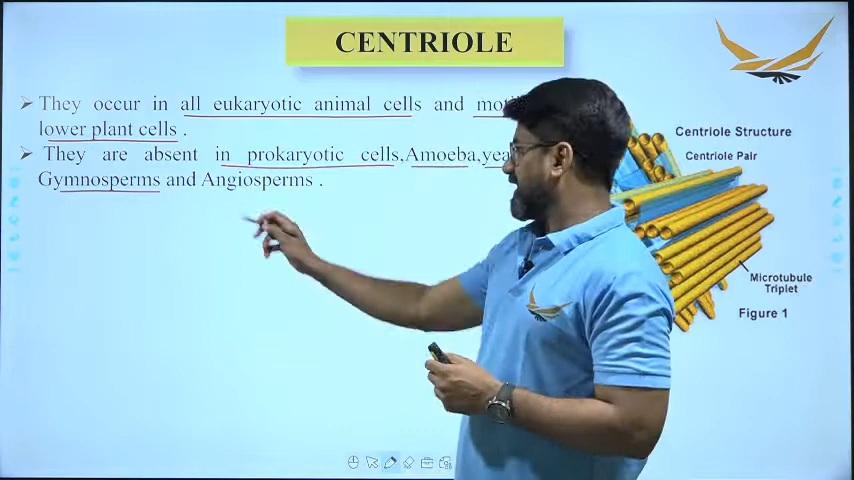 CENTRIOLE
They occur in all eukaryotic animal cells and
lower plant cells .
They are absent in prokaryotic cells,Amoeba,
Gymnosperms and Angiosperms .
Centriole Structure
Centriole Pair
Microtubule
Triplet
Figure 1